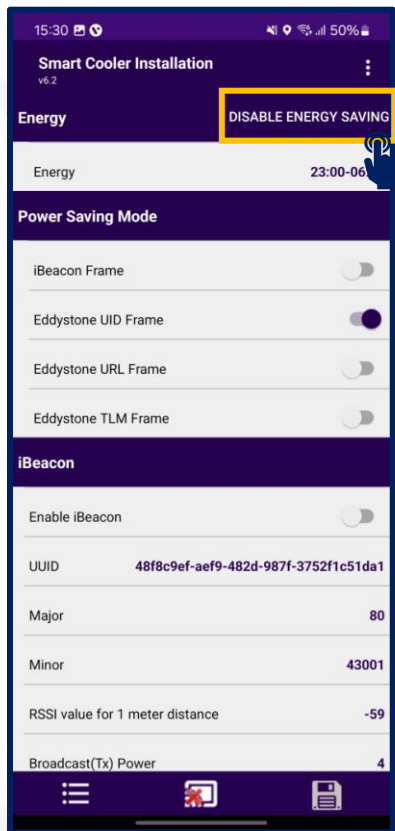 15:30 50%
Smart Cooler Installation
v6.2
Energy DISABLE ENERGY SAVING
Energy 23:00-06
Power Saving Mode
iBeacon Frame
Eddystone UID Frame
Eddystone URL Frame
Eddystone TLM Frame
iBeacon
Enable iBeacon
UUID 48f8c9ef-aef9-482d-987f-3752f1c51da1
Major 80
Minor 43001
RSSI value for 1 meter distance -59
Broadcast(Tx) Power 4